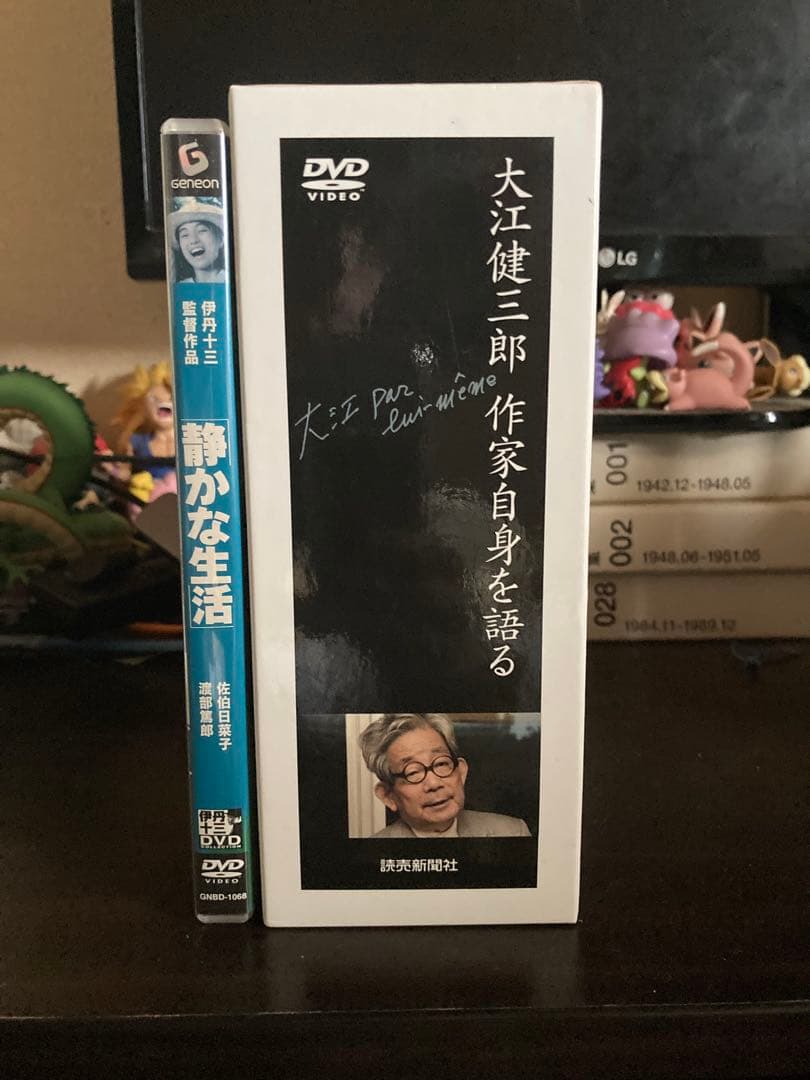 GENEON
伊丹十三
監督作品
静かな生活
佐伯日菜子
渡部篤郎
伊丹
十三
DVD
COLLECTION
DVD
VIDEO
GNBD-1068
DVD
VIDEO
大江健三郎 作家自身を語る
大江 par
lui-même
読売新聞社
LG
001
1942.12-1948.05
002
1948.06-1951.05
028
1984.11-1989.12